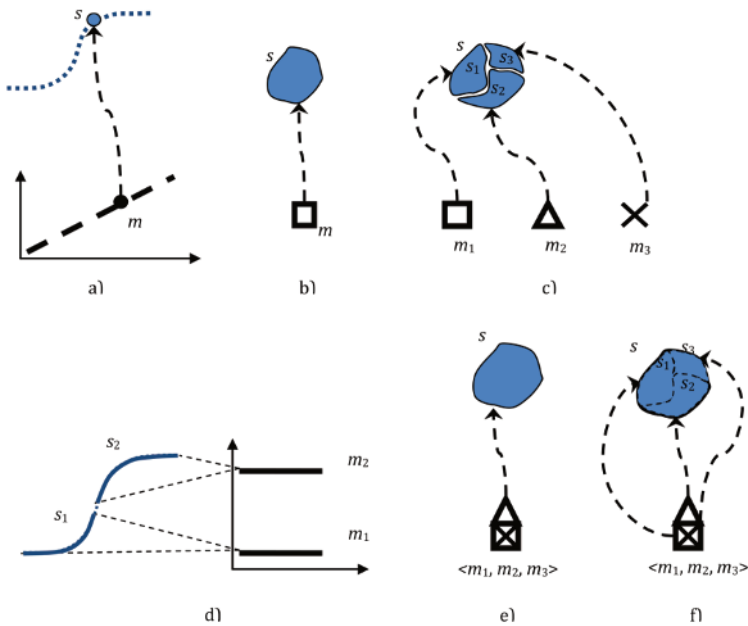 s
m
a)
s
m
b)
s
s1
s3
s2
m1
m2
m3
c)
s2
s1
m2
m1
d)
s
<m1, m2, m3>
e)
s
s1
s3
s2
<m1, m2, m3>
f)